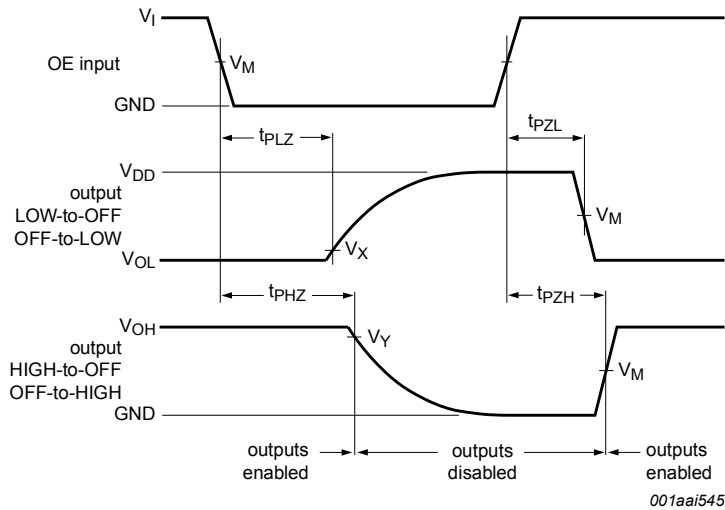 VI
OE input
VM
GND
tPLZ
tPZL
VDD
output
LOW-to-OFF
OFF-to-LOW
VM
VX
VOL
tPHZ
tPZH
VOH
VY
output
HIGH-to-OFF
OFF-to-HIGH
VM
GND
outputs
enabled
outputs
disabled
outputs
enabled
001aai545